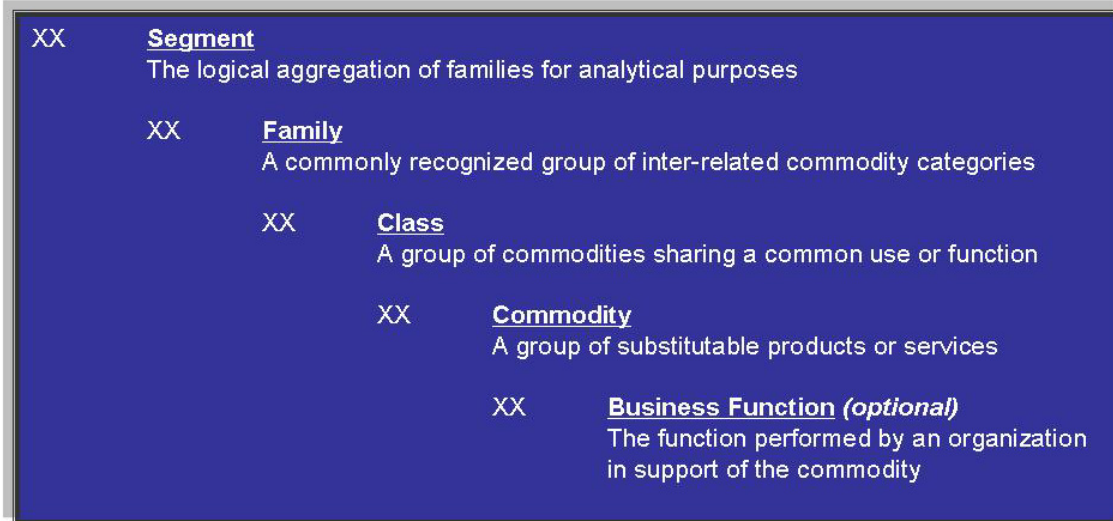 XX Segment
The logical aggregation of families for analytical purposes
XX Family
A commonly recognized group of inter-related commodity categories
XX Class
A group of commodities sharing a common use or function
XX Commodity
A group of substitutable products or services
XX Business Function (optional)
The function performed by an organization
in support of the commodity